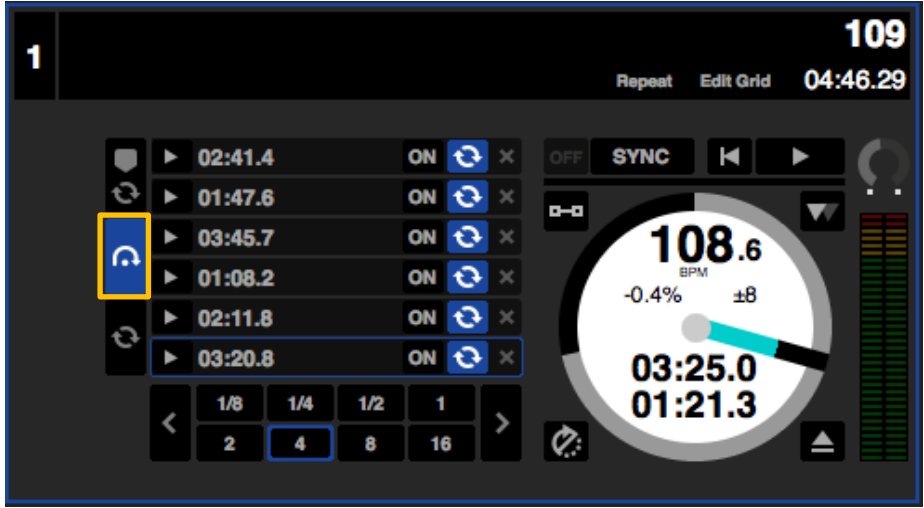 1
109
Repeat Edit Grid 04:46.29
02:41.4 ON
01:47.6 ON
03:45.7 ON
01:08.2 ON
02:11.8 ON
03:20.8 ON
1/8 1/4 1/2 1
2 4 8 16
OFF SYNC
108.6
BPM
-0.4% ±8
03:25.0
01:21.3